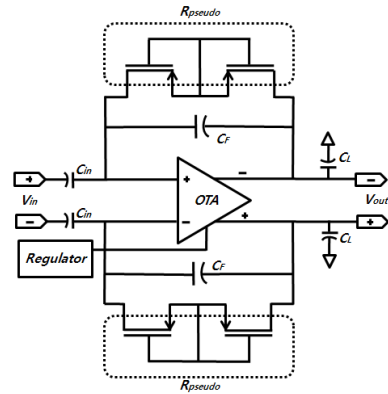 Rpseudo
CF
Cin
CL
+
+
−
−
Vin
OTA
Vout
−
Cin
−
+
+
Regulator
CF
CL
Rpseudo